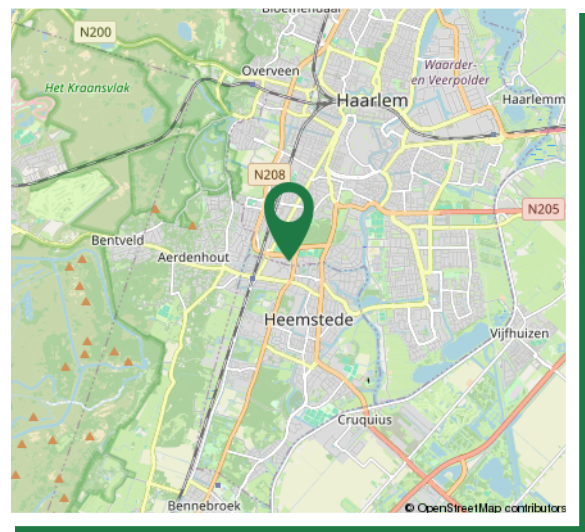 Bloemendaal
N200
Overveen
Waarder-
en Veerpolder
Het Kraansvlak
Haarlem
Haarlemm
N208
N205
Bentveld
Aerdenhout
Heemstede
Vijfhuizen
Cruquius
Bennebroek
© OpenStreetMap contributors